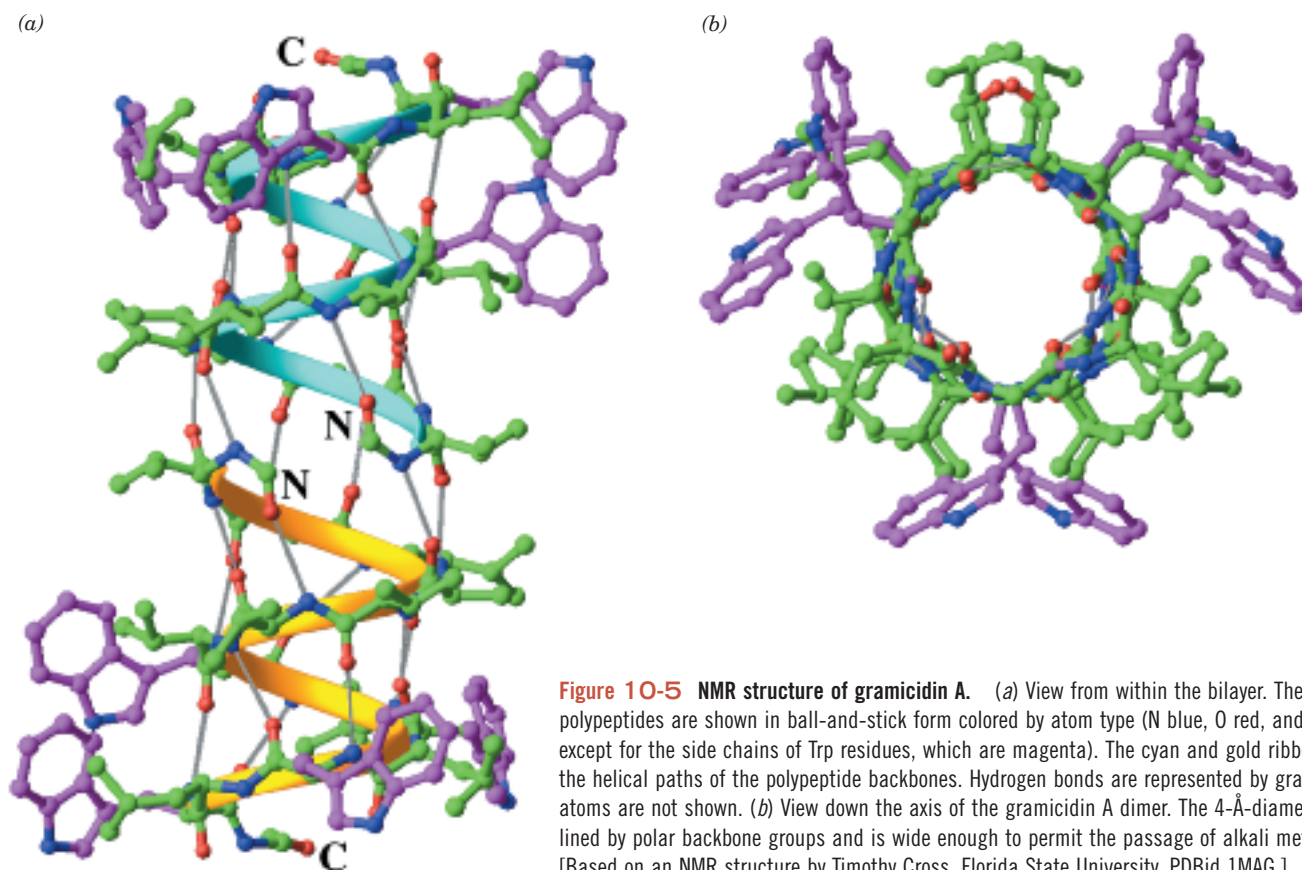 (a)
(b)
C
N
N
C
Figure 10-5 NMR structure of gramicidin A. (a) View from within the bilayer. The
polypeptides are shown in ball-and-stick form colored by atom type (N blue, O red, and
except for the side chains of Trp residues, which are magenta). The cyan and gold ribb
the helical paths of the polypeptide backbones. Hydrogen bonds are represented by gra
atoms are not shown. (b) View down the axis of the gramicidin A dimer. The 4-Å-diame
lined by polar backbone groups and is wide enough to permit the passage of alkali me
[Based on an NMR structure by Timothy Cross, Florida State University, PDBid 1MAG.]